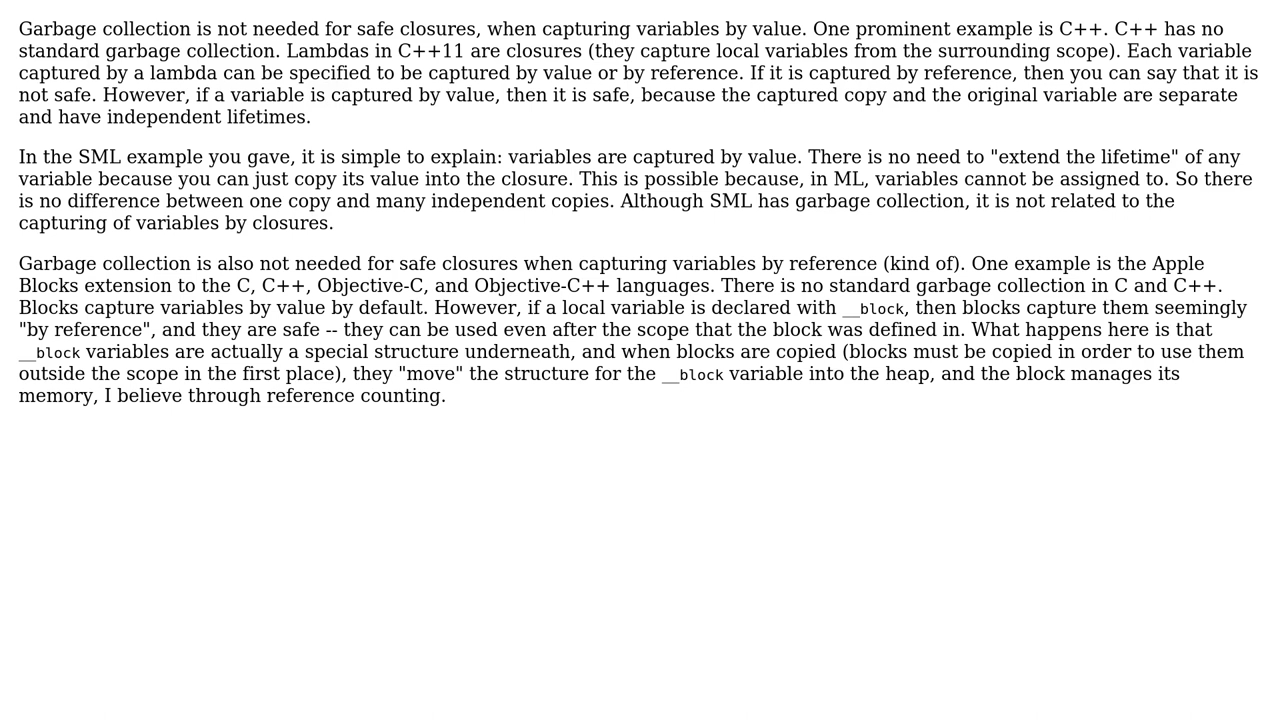 Garbage collection is not needed for safe closures, when capturing variables by value. One prominent example is C++. C++ has no
standard garbage collection. Lambdas in C++11 are closures (they capture local variables from the surrounding scope). Each variable
captured by a lambda can be specified to be captured by value or by reference. If it is captured by reference, then you can say that it is
not safe. However, if a variable is captured by value, then it is safe, because the captured copy and the original variable are separate
and have independent lifetimes.
In the SML example you gave, it is simple to explain: variables are captured by value. There is no need to "extend the lifetime" of any
variable because you can just copy its value into the closure. This is possible because, in ML, variables cannot be assigned to. So there
is no difference between one copy and many independent copies. Although SML has garbage collection, it is not related to the
capturing of variables by closures.
Garbage collection is also not needed for safe closures when capturing variables by reference (kind of). One example is the Apple
Blocks extension to the C, C++, Objective-C, and Objective-C++ languages. There is no standard garbage collection in C and C++.
Blocks capture variables by value by default. However, if a local variable is declared with __block, then blocks capture them seemingly
"by reference", and they are safe -- they can be used even after the scope that the block was defined in. What happens here is that
__block variables are actually a special structure underneath, and when blocks are copied (blocks must be copied in order to use them
outside the scope in the first place), they "move" the structure for the __block variable into the heap, and the block manages its
memory, I believe through reference counting.